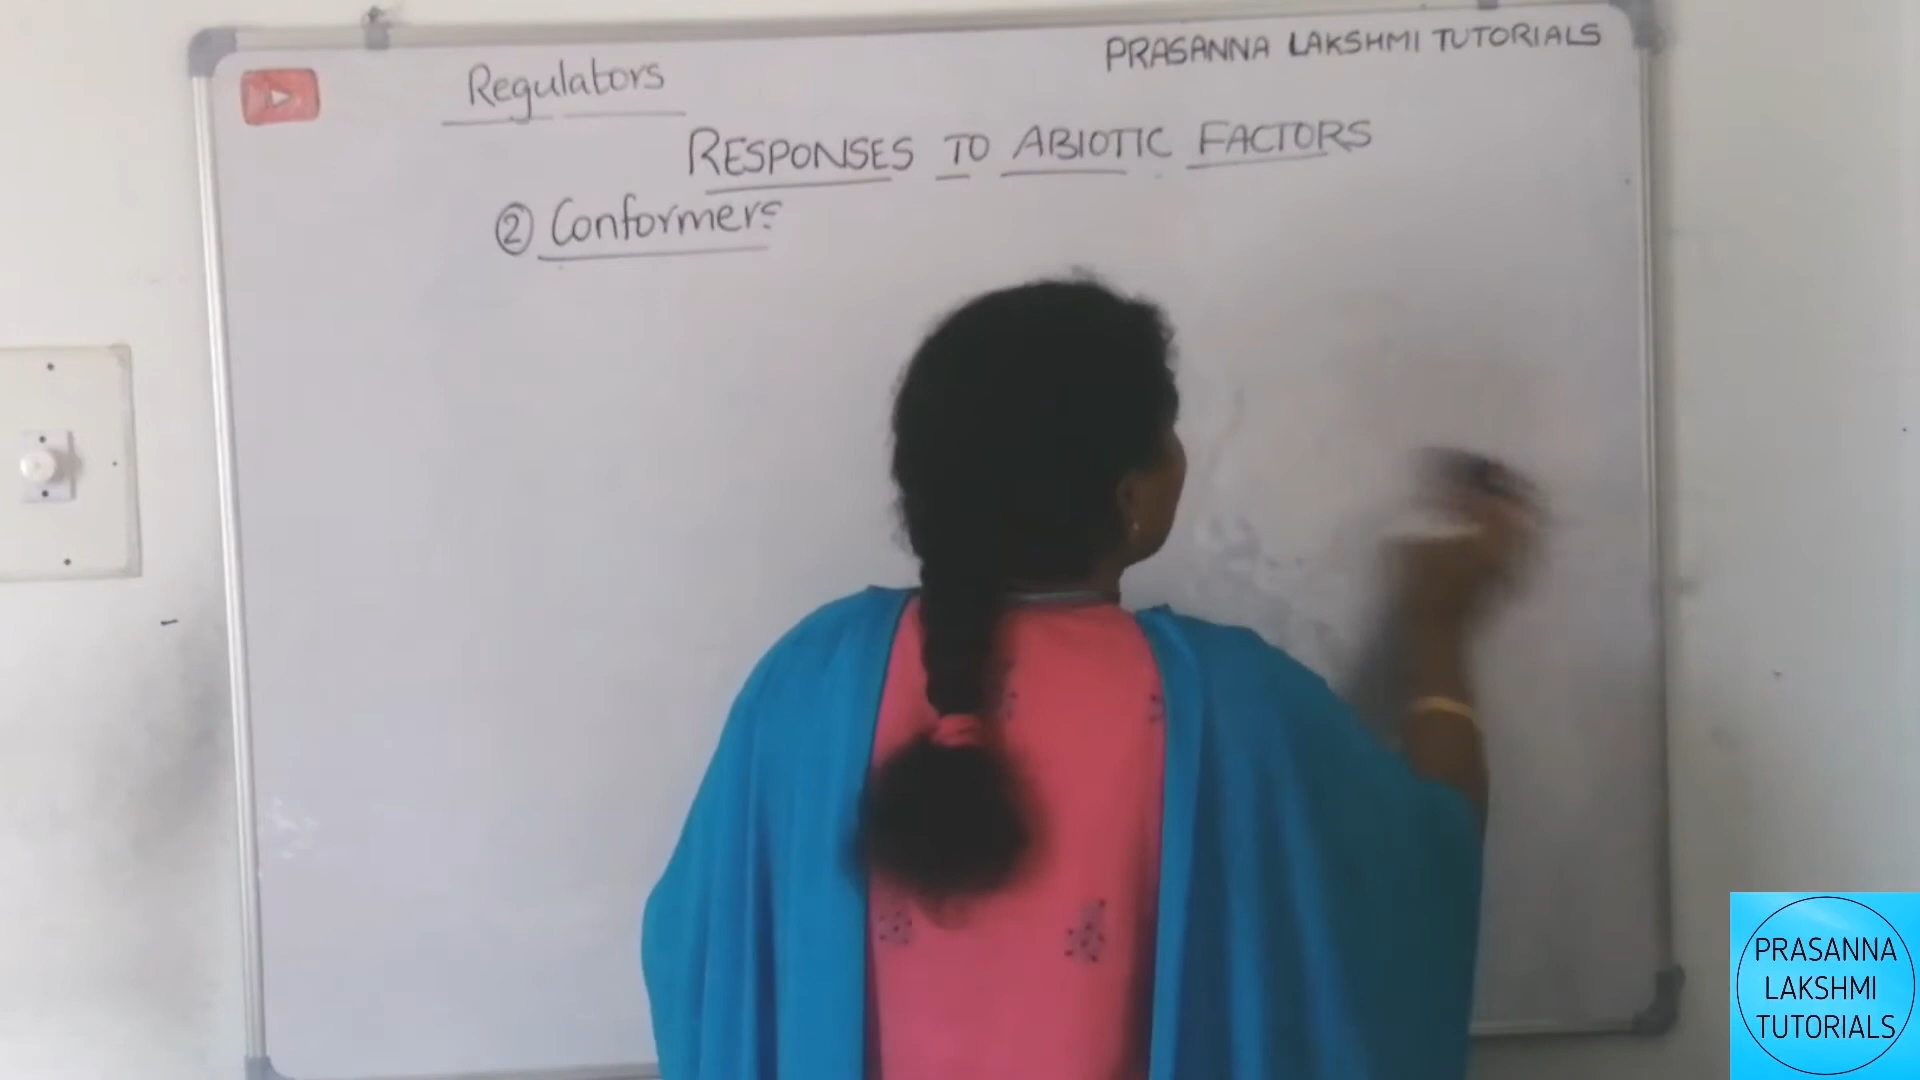 PRASANNA LAKSHMI TUTORIALS
Regulators
RESPONSES TO ABIOTIC FACTORS
② Conformers
PRASANNA
LAKSHMI
TUTORIALS